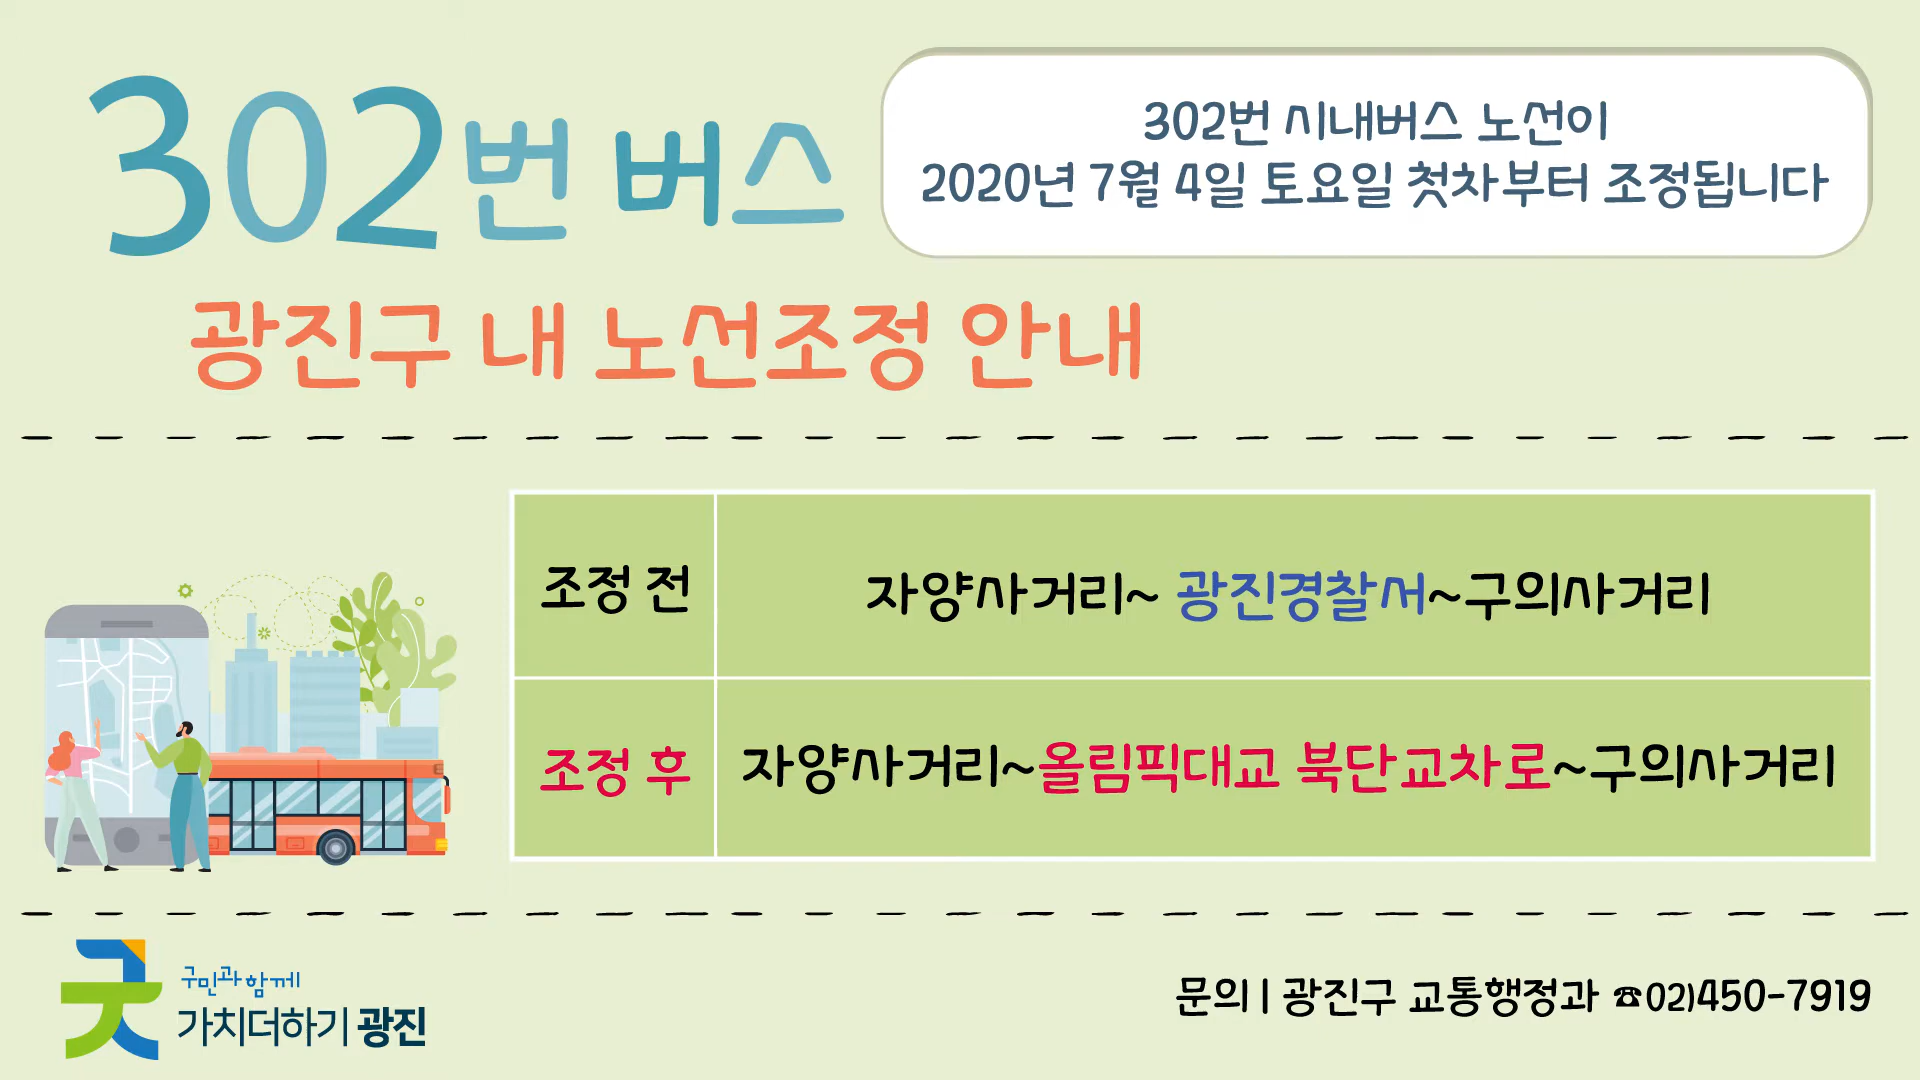 302번 버스
302번 시내버스 노선이
2020년 7월 4일 토요일 첫차부터 조정됩니다
광진구 내 노선조정 안내
조정 전
자양사거리~ 광진경찰서~구의사거리
조정 후
자양사거리~올림픽대교 북단교차로~구의사거리
구민과 함께
가치더하기 광진
문의 | 광진구 교통행정과 ☎02)450-7919